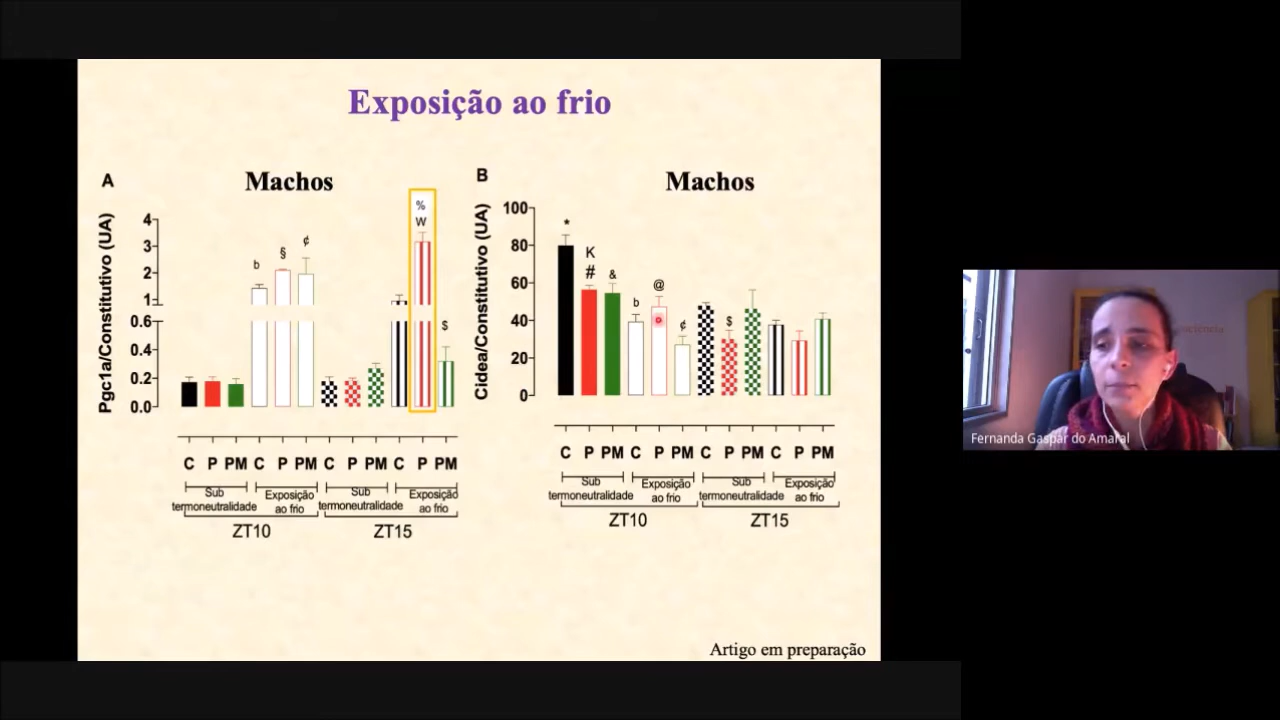 Exposição ao frio
A
Machos
Pgc1a/Constitutivo (UA)
4
3
2
1
0.6
0.4
0.2
0.0
b
§
¢
%
W
$
C P PM C P PM C P PM C P PM
Sub termoneutralidade
Exposição ao frio
Sub termoneutralidade
Exposição ao frio
ZT10
ZT15
B
Machos
Cidea/Constitutivo (UA)
100
80
60
40
20
0
*
K
#
&
b
@
¢
$
C P PM C P PM C P PM C P PM
Sub termoneutralidade
Exposição ao frio
Sub termoneutralidade
Exposição ao frio
ZT10
ZT15
Artigo em preparação
Fernanda Gaspar do Amaral